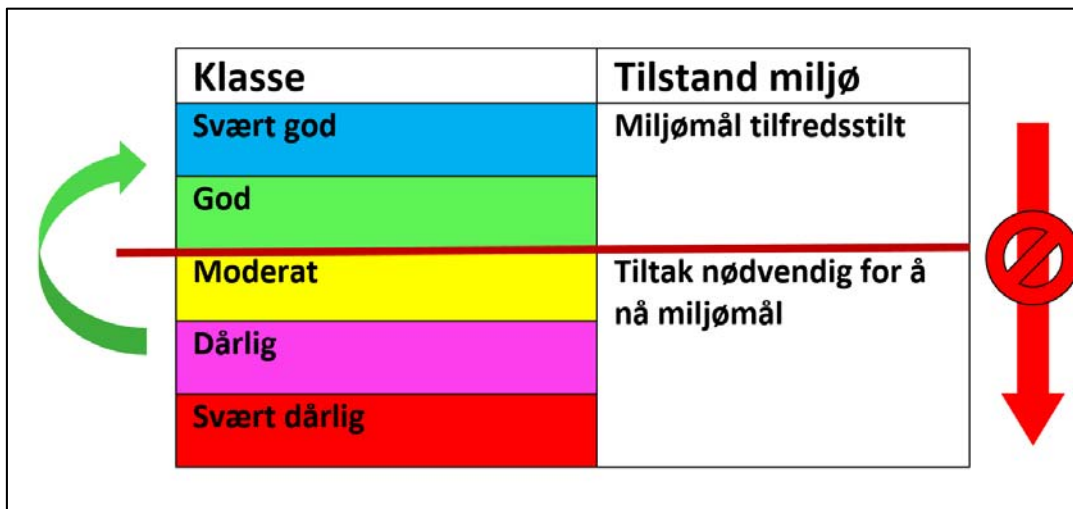 Klasse
Tilstand miljø
Svært god
Miljømål tilfredsstilt
God
Moderat
Tiltak nødvendig for å
nå miljømål
Dårlig
Svært dårlig